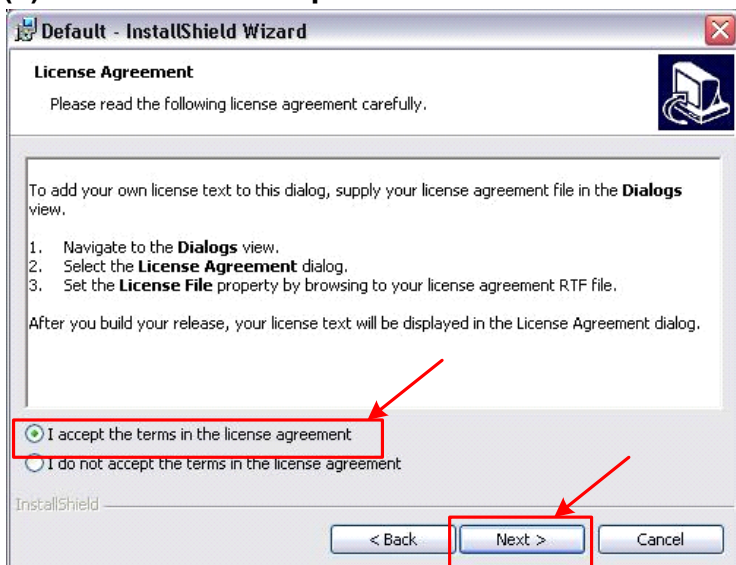 Default - InstallShield Wizard
License Agreement
Please read the following license agreement carefully.
To add your own license text to this dialog, supply your license agreement file in the Dialogs
view.
1. Navigate to the Dialogs view.
2. Select the License Agreement dialog.
3. Set the License File property by browsing to your license agreement RTF file.
After you build your release, your license text will be displayed in the License Agreement dialog.
I accept the terms in the license agreement
I do not accept the terms in the license agreement
InstallShield
< Back Next > Cancel